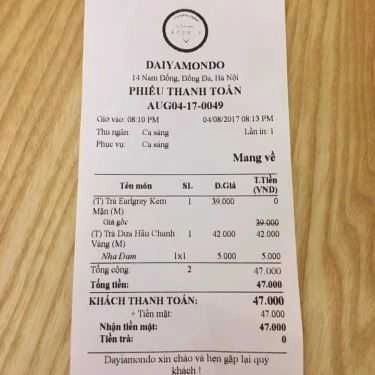 DAIYAMONDO
14 Nam Đồng, Đống Đa, Hà Nội
PHIẾU THANH TOÁN
AUG04-17-0049
Giờ vào: 08:10 PM 04/08/2017 08:13 PM
Thu ngân: Ca sáng Lần in: 1
Phục vụ: Ca sáng
Mang về
Tên món SL Đ.Giá T.Tiền (VND)
(T) Trà Earlgrey Kem 1 39.000 0
Mặn (M)
Giá gốc 39.000
(T) Trà Dưa Hấu Chanh 1 42.000 42.000
Vàng (M)
Nha Đam 1x1 5.000 5.000
Tổng cộng: 2 47.000
Tổng tiền: 47.000
KHÁCH THANH TOÁN: 47.000
+ Tiền mặt: 47.000
Nhận tiền mặt: 47.000
Tiền trả: 0
Dayiamondo xin chào và hẹn gặp lại quý
khách !